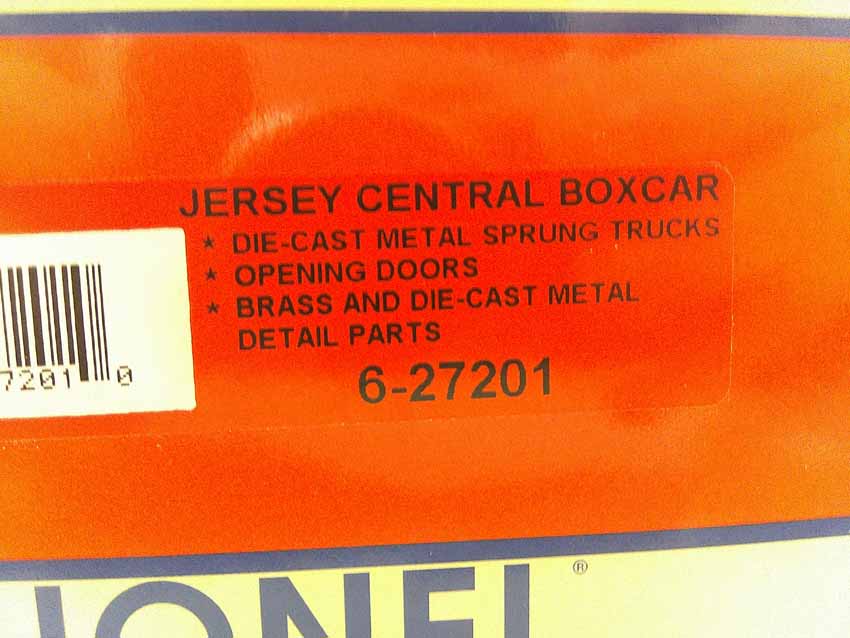 JERSEY CENTRAL BOXCAR
★ DIE-CAST METAL SPRUNG TRUCKS
★ OPENING DOORS
★ BRASS AND DIE-CAST METAL
DETAIL PARTS
6-27201
7201 0
IONEL ®